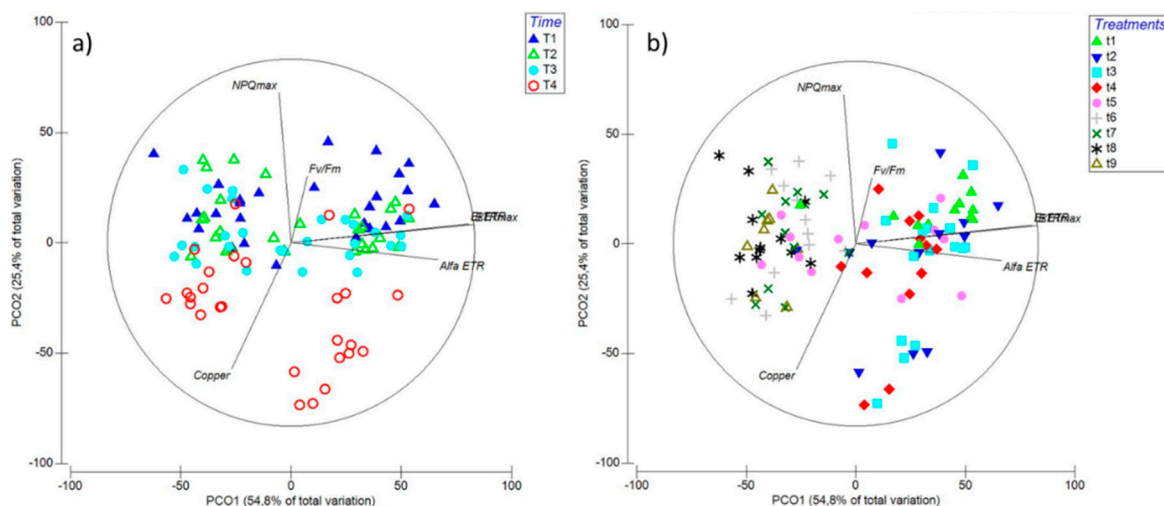 a)
Time
T1
T2
T3
T4
100
50
0
-50
-100
PCO2 (25,4% of total variation)
NPQmax
Fv/Fm
Alfa ETR
Copper
-100
-50
0
50
100
PCO1 (54,8% of total variation)
b)
Treatments
t1
t2
t3
t4
t5
t6
t7
t8
t9
100
50
0
-50
-100
PCO2 (25,4% of total variation)
NPQmax
Fv/Fm
Alfa ETR
Copper
-100
-50
0
50
100
PCO1 (54,8% of total variation)